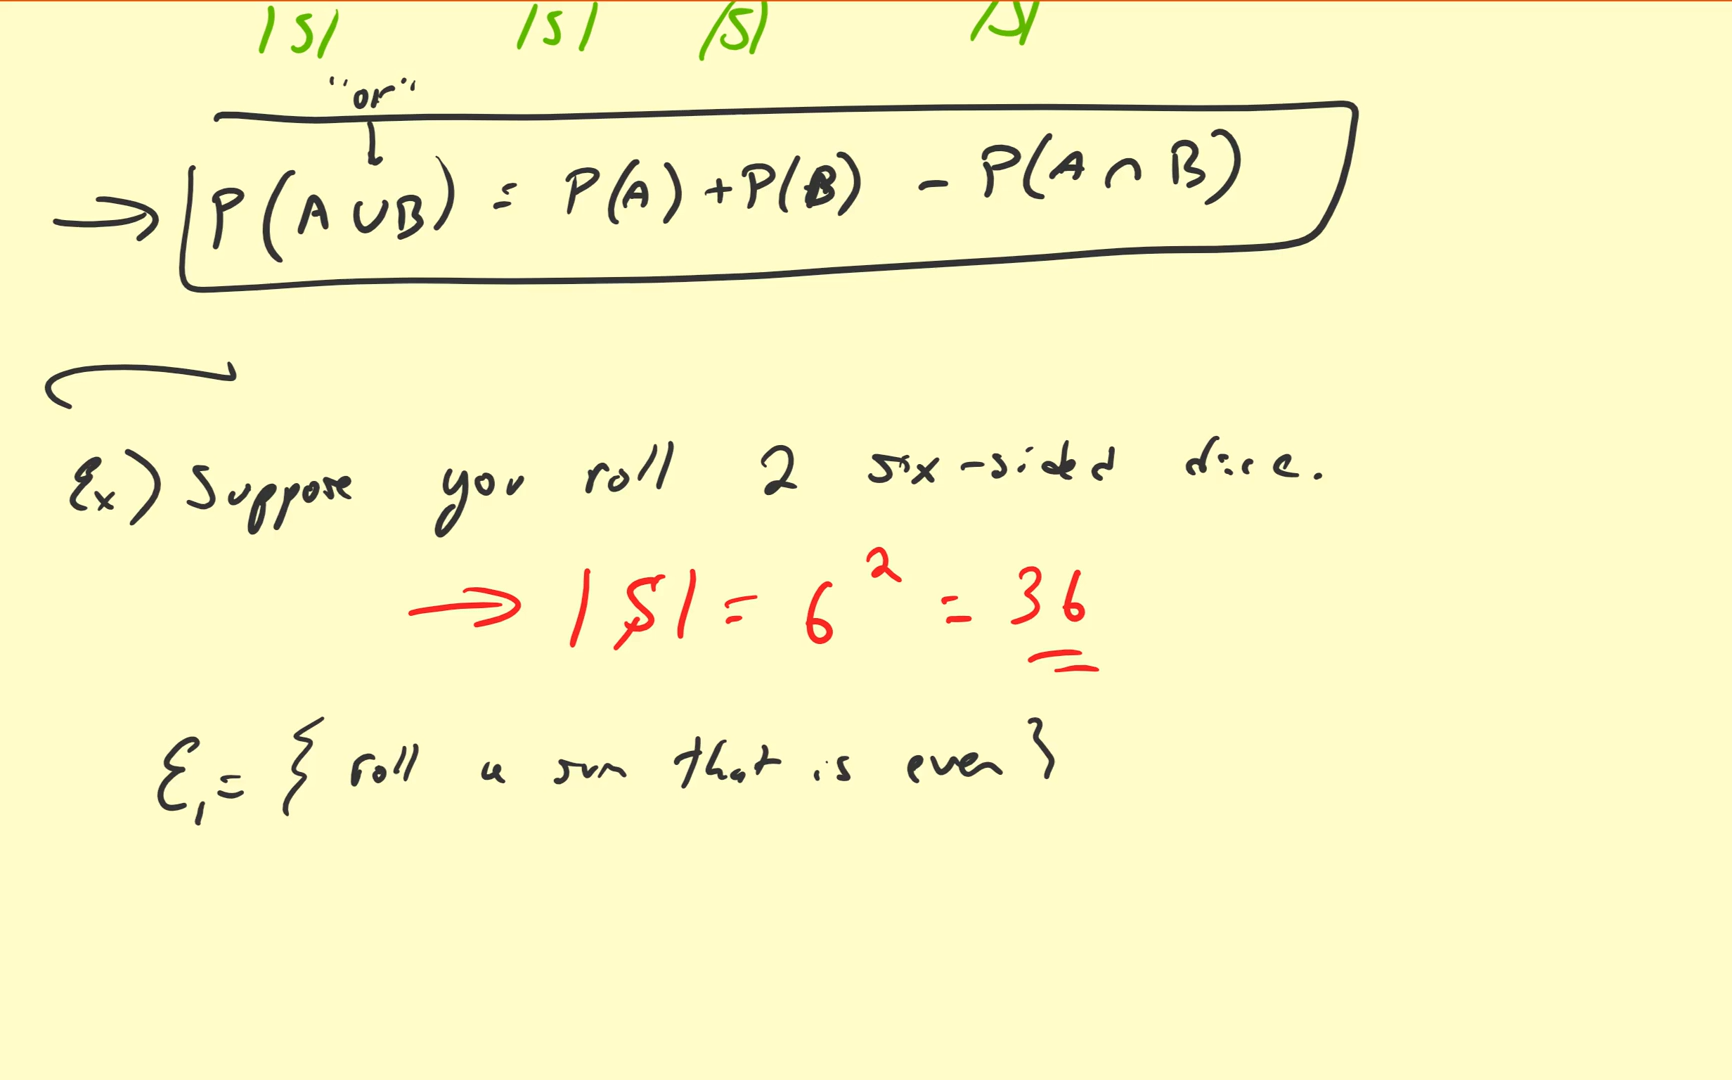 |S| |S| |S| |S|
"or"
P(A ∪ B) = P(A) + P(B) - P(A ∩ B)
Ex) Suppose you roll 2 six-sided dice.
→ |S| = 6² = 36
E₁ = { roll a sum that is even }